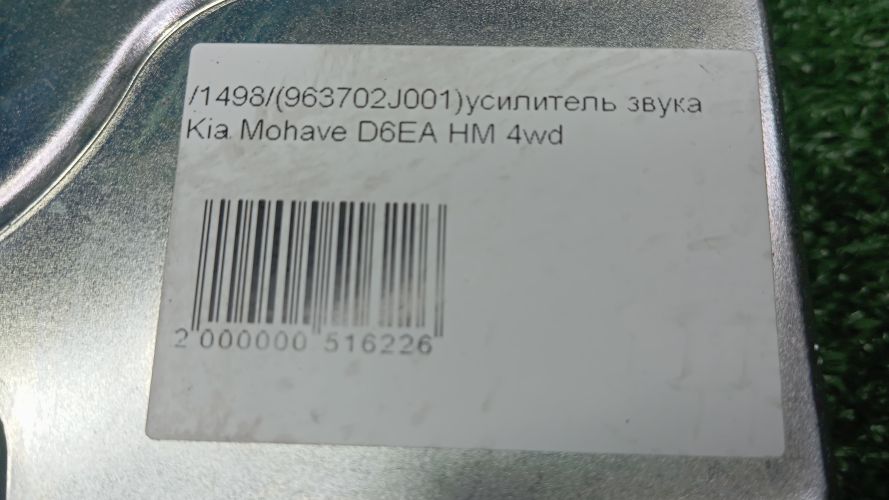 /1498/(963702J001)усилитель звука
Kia Mohave D6EA HM 4wd
2 000000 516226